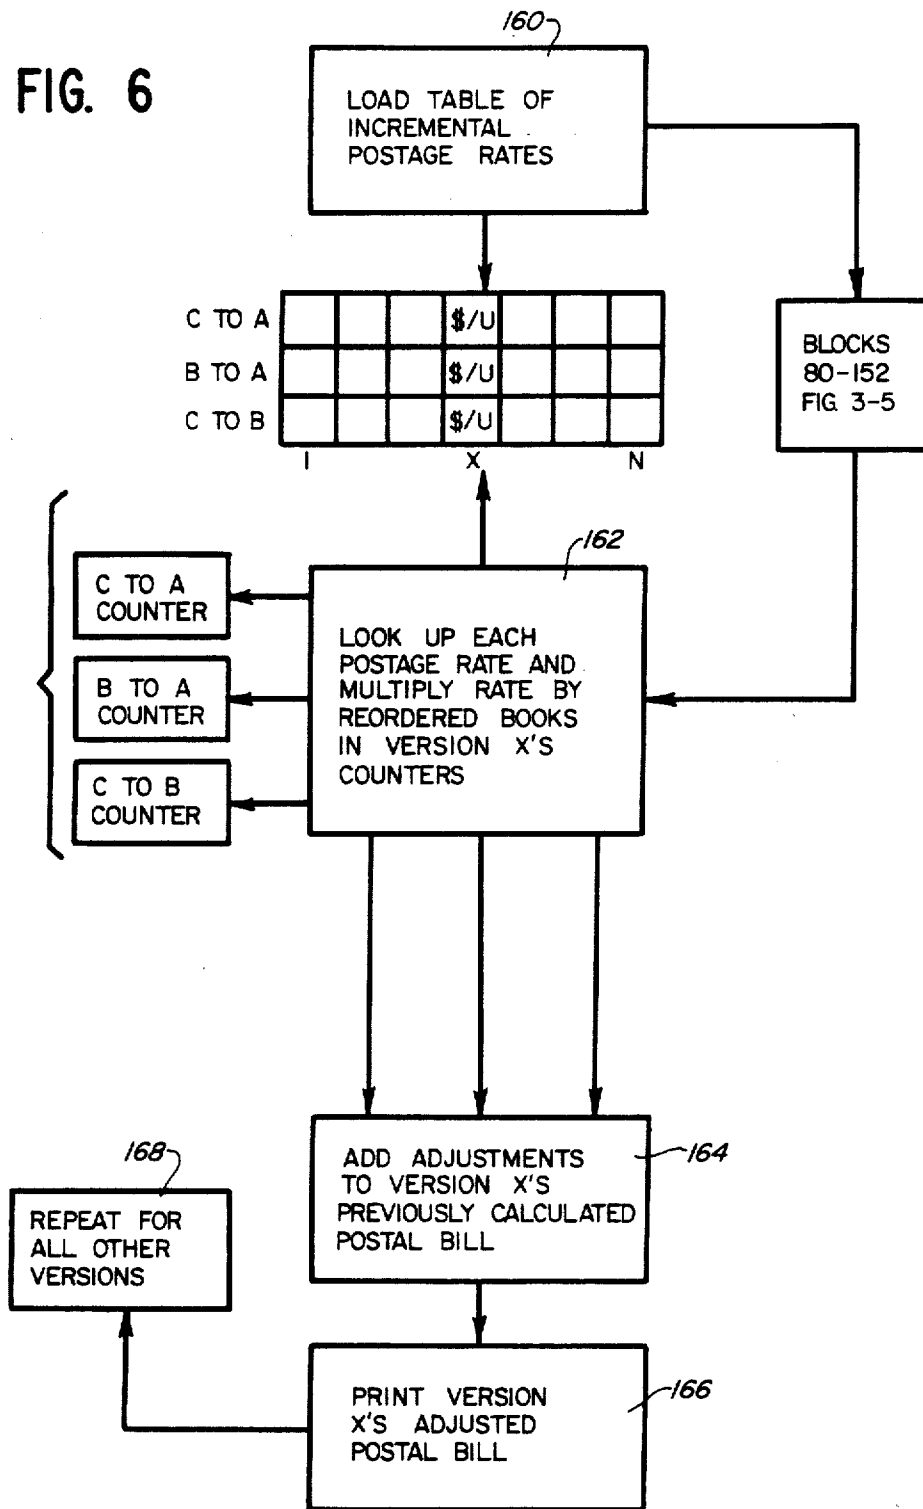 160
FIG. 6
LOAD TABLE OF
INCREMENTAL
POSTAGE RATES
C TO A
$/U
B TO A
$/U
C TO B
$/U
I
X
N
BLOCKS
80-152
FIG. 3-5
162
C TO A
COUNTER
B TO A
COUNTER
C TO B
COUNTER
LOOK UP EACH
POSTAGE RATE AND
MULTIPLY RATE BY
REORDERED BOOKS
IN VERSION X'S
COUNTERS
164
ADD ADJUSTMENTS
TO VERSION X'S
PREVIOUSLY CALCULATED
POSTAL BILL
168
REPEAT FOR
ALL OTHER
VERSIONS
166
PRINT VERSION
X'S ADJUSTED
POSTAL BILL